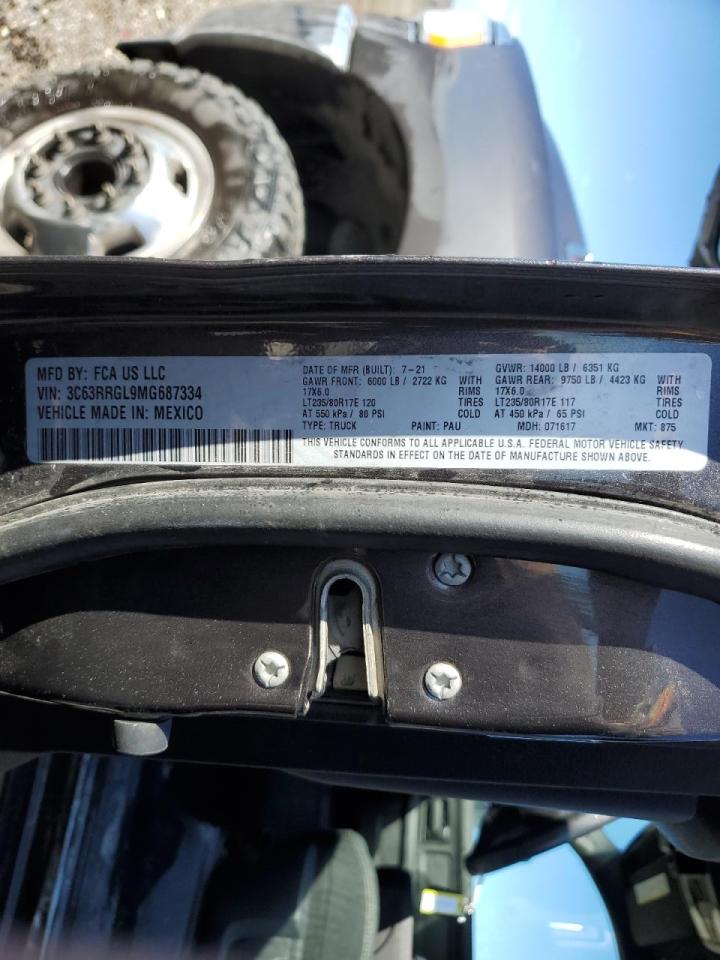 MFD BY: FCA US LLC
VIN: 3C63RRGL9MG687334
VEHICLE MADE IN: MEXICO
DATE OF MFR (BUILT): 7-21 GVWR: 14000 LB / 6351 KG
GAWR FRONT: 6000 LB / 2722 KG WITH GAWR REAR: 9750 LB / 4423 KG WITH
17X6.0 RIMS 17X6.0 RIMS
LT235/80R17E 120 TIRES LT235/80R17E 117 TIRES
AT 550 kPa / 80 PSI COLD AT 450 kPa / 65 PSI COLD
TYPE: TRUCK PAINT: PAU MDH: 071617 MKT: 875
THIS VEHICLE CONFORMS TO ALL APPLICABLE U.S.A. FEDERAL MOTOR VEHICLE SAFETY
STANDARDS IN EFFECT ON THE DATE OF MANUFACTURE SHOWN ABOVE.